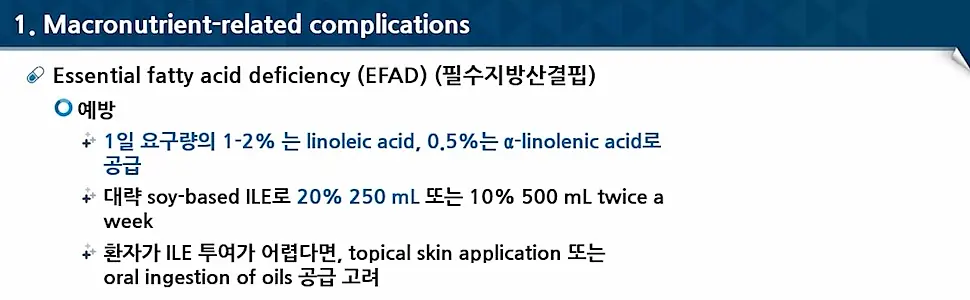 1. Macronutrient-related complications
Essential fatty acid deficiency (EFAD) (필수지방산결핍)
예방
1일 요구량의 1-2% 는 linoleic acid, 0.5%는 α-linolenic acid로
공급
대략 soy-based ILE로 20% 250 mL 또는 10% 500 mL twice a
week
환자가 ILE 투여가 어렵다면, topical skin application 또는
oral ingestion of oils 공급 고려